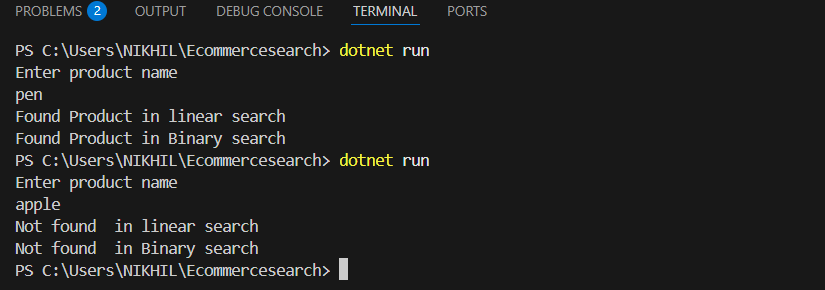 PROBLEMS 2 OUTPUT DEBUG CONSOLE TERMINAL PORTS
PS C:\Users\NIKHIL\Ecommercesearch> dotnet run
Enter product name
pen
Found Product in linear search
Found Product in Binary search
PS C:\Users\NIKHIL\Ecommercesearch> dotnet run
Enter product name
apple
Not found  in linear search
Not found  in Binary search
PS C:\Users\NIKHIL\Ecommercesearch>